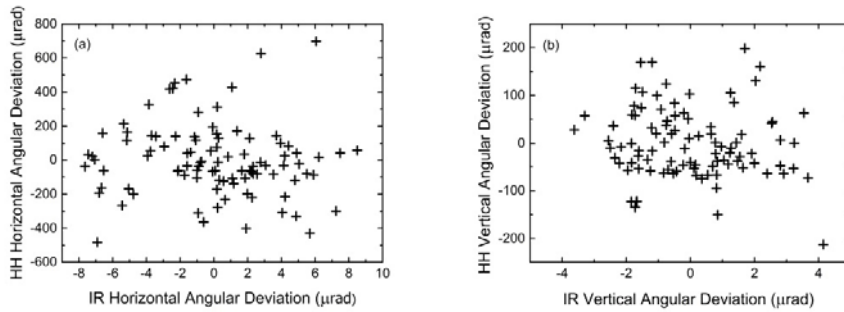 (a)
HH Horizontal Angular Deviation (μrad)
800
600
400
200
0
-200
-400
-600
-8 -6 -4 -2 0 2 4 6 8 10
IR Horizontal Angular Deviation (μrad)
(b)
HH Vertical Angular Deviation (μrad)
200
100
0
-100
-200
-4 -2 0 2 4
IR Vertical Angular Deviation (μrad)